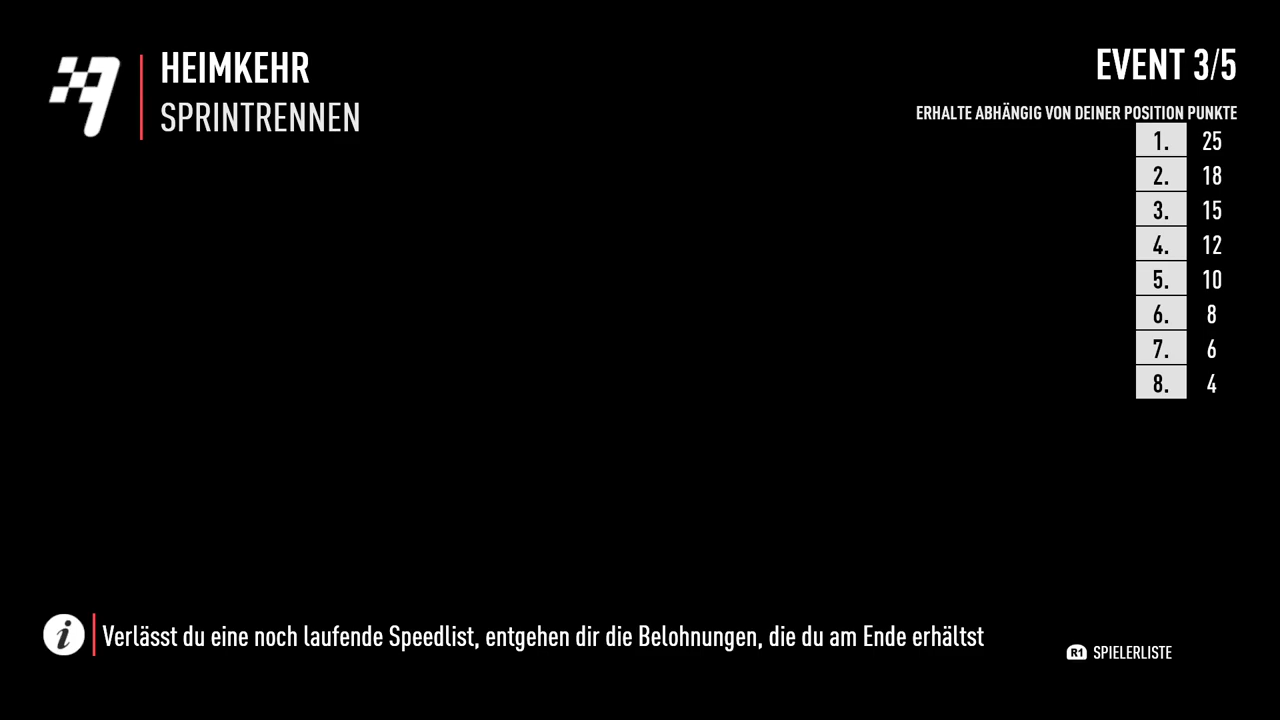 HEIMKEHR
SPRINTRENNEN
EVENT 3/5
ERHALTE ABHÄNGIG VON DEINER POSITION PUNKTE
1. 25
2. 18
3. 15
4. 12
5. 10
6. 8
7. 6
8. 4
i Verlässt du eine noch laufende Speedlist, entgehen dir die Belohnungen, die du am Ende erhältst
R1 SPIELERLISTE